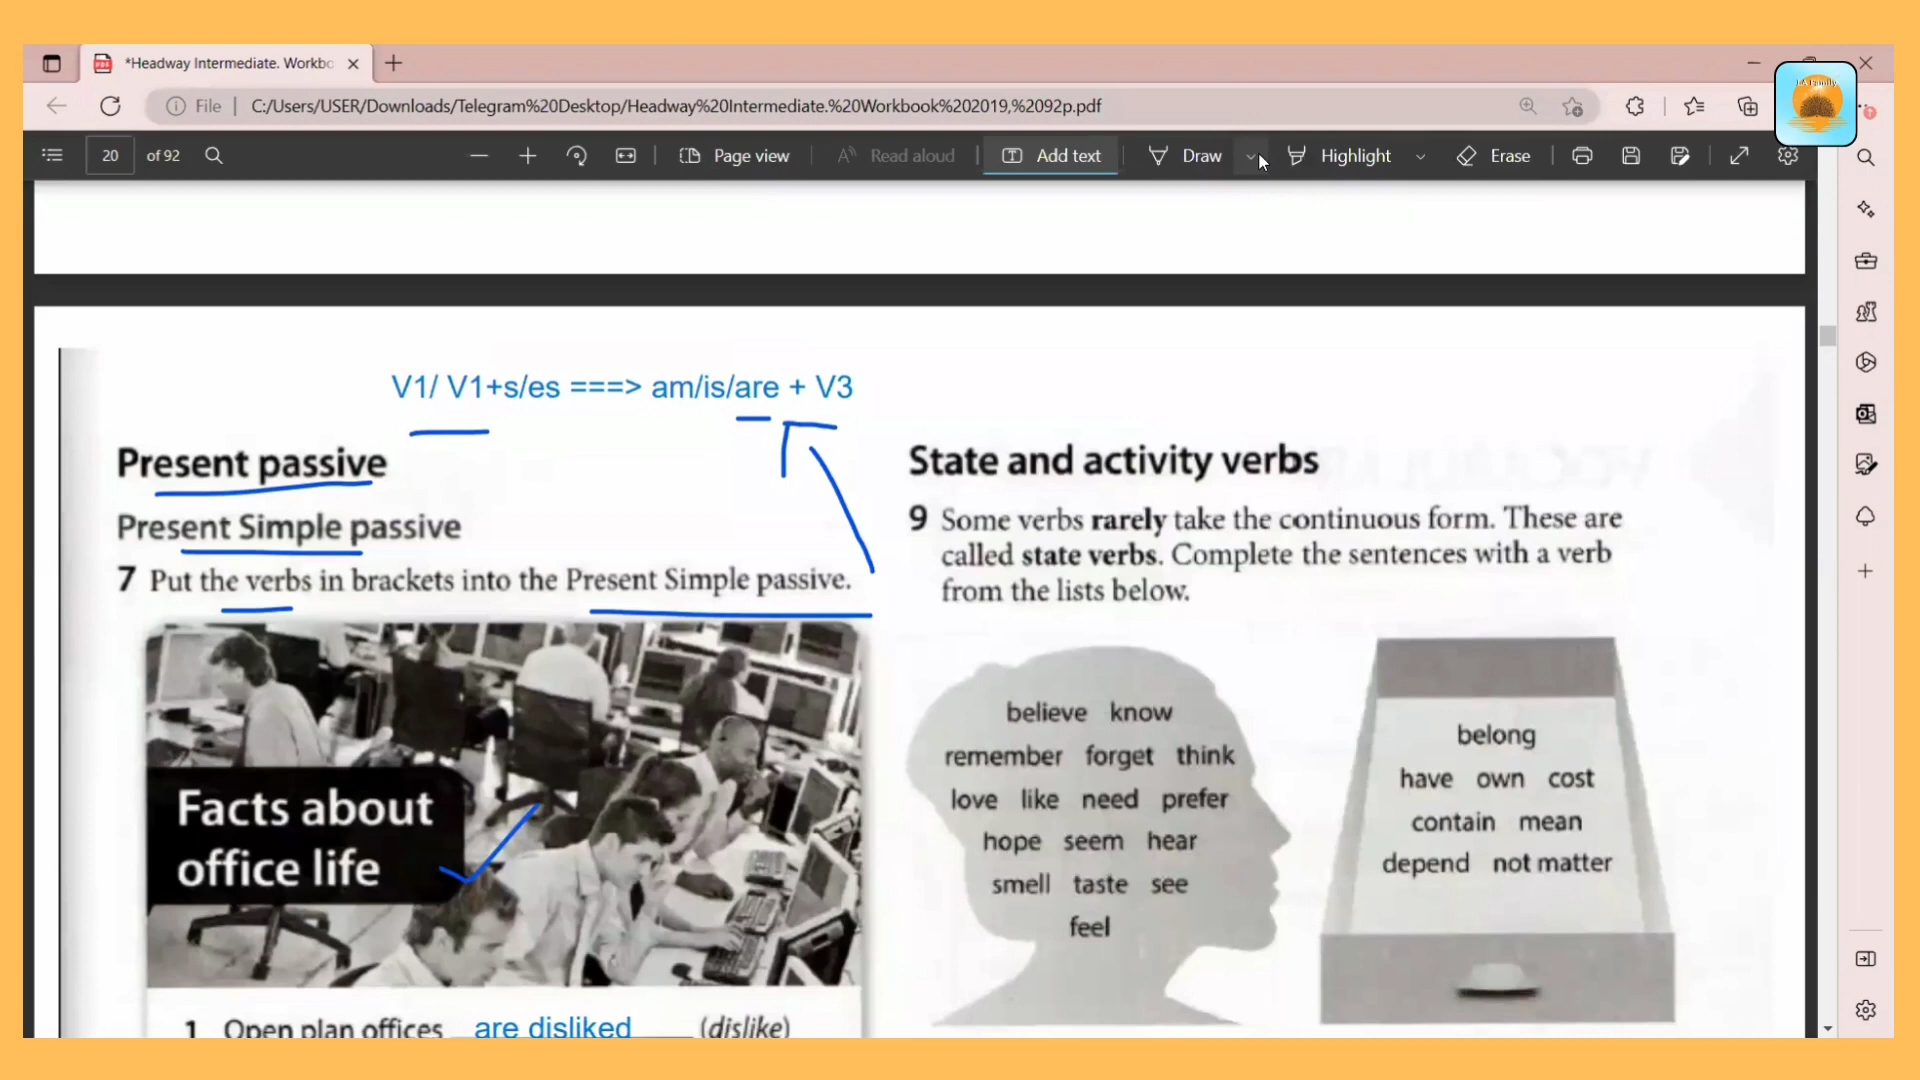 *Headway Intermediate. Workbo
File C:/Users/USER/Downloads/Telegram%20Desktop/Headway%20Intermediate.%20Workbook%202019,%2092p.pdf
20 of 92 Page view Read aloud Add text Draw Highlight Erase
V1/ V1+s/es ===> am/is/are + V3
Present passive
Present Simple passive
7 Put the verbs in brackets into the Present Simple passive.
Facts about
office life
1 Open plan offices are disliked (dislike)
State and activity verbs
9 Some verbs rarely take the continuous form. These are
called state verbs. Complete the sentences with a verb
from the lists below.
believe know
remember forget think
love like need prefer
hope seem hear
smell taste see
feel
belong
have own cost
contain mean
depend not matter